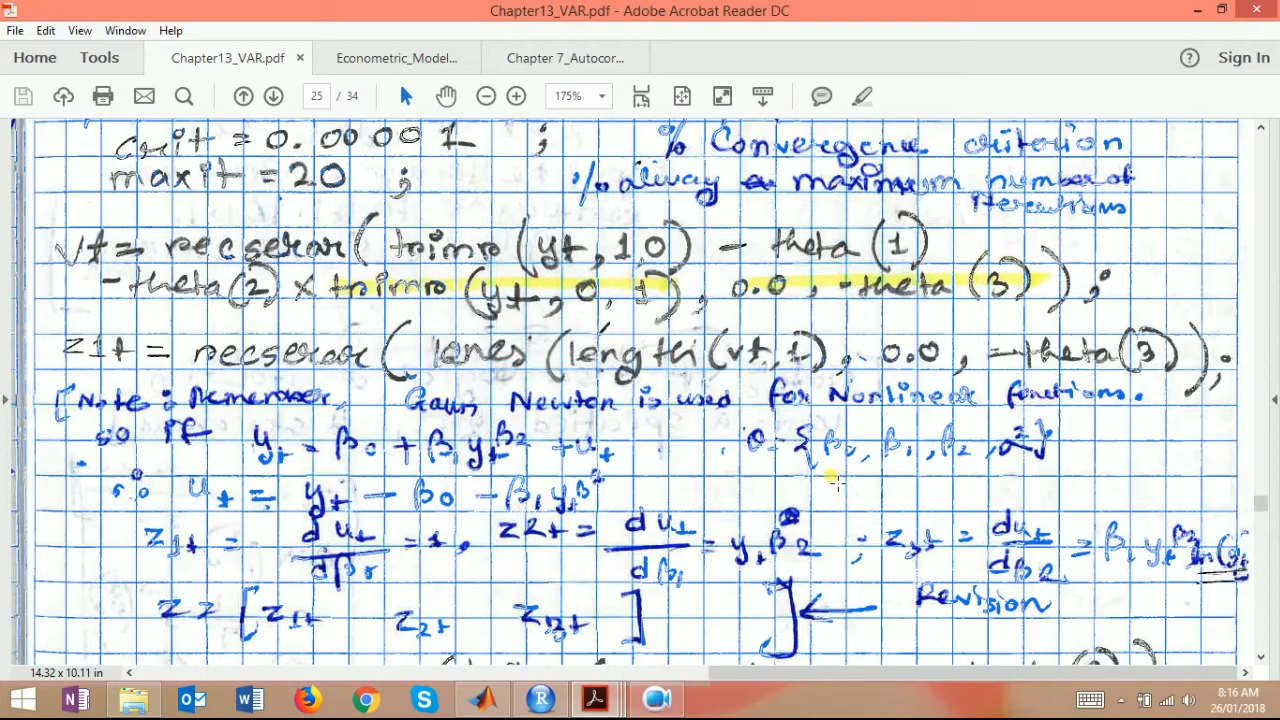 Chapter13_VAR.pdf - Adobe Acrobat Reader DC
File Edit View Window Help
Home Tools Chapter13_VAR.pdf × Econometric_Model... Chapter 7_Autocor... Sign In
25 / 34 175%
crit = 0.00001 ; % Convergence criterion
maxit = 20 ; % alway a maximum number of
iterations
vt = recserar(trimr(yt,1,0) - theta(1)
-theta(2) × trimr(yt,0,1), 0.0, -theta(3));
z1t = recserar(ones(length(vt,1), 0.0, -theta(3));
[Note: Remember, Gauss Newton is used for Nonlinear functions.
so if yt = β0 + β1 yt^β2 + ut θ = {β0, β1, β2, σ²}
ut = yt - β0 - β1 yt^β2
z1t = dut/dβ0 = 1, z2t = dut/dβ1 = yt^β2 ; z3t = dut/dβ2 = β1 yt^β2 ln(yt
z = [z1t z2t z3t] ] ← Revision
14.32 x 10.11 in
8:16 AM
26/01/2018